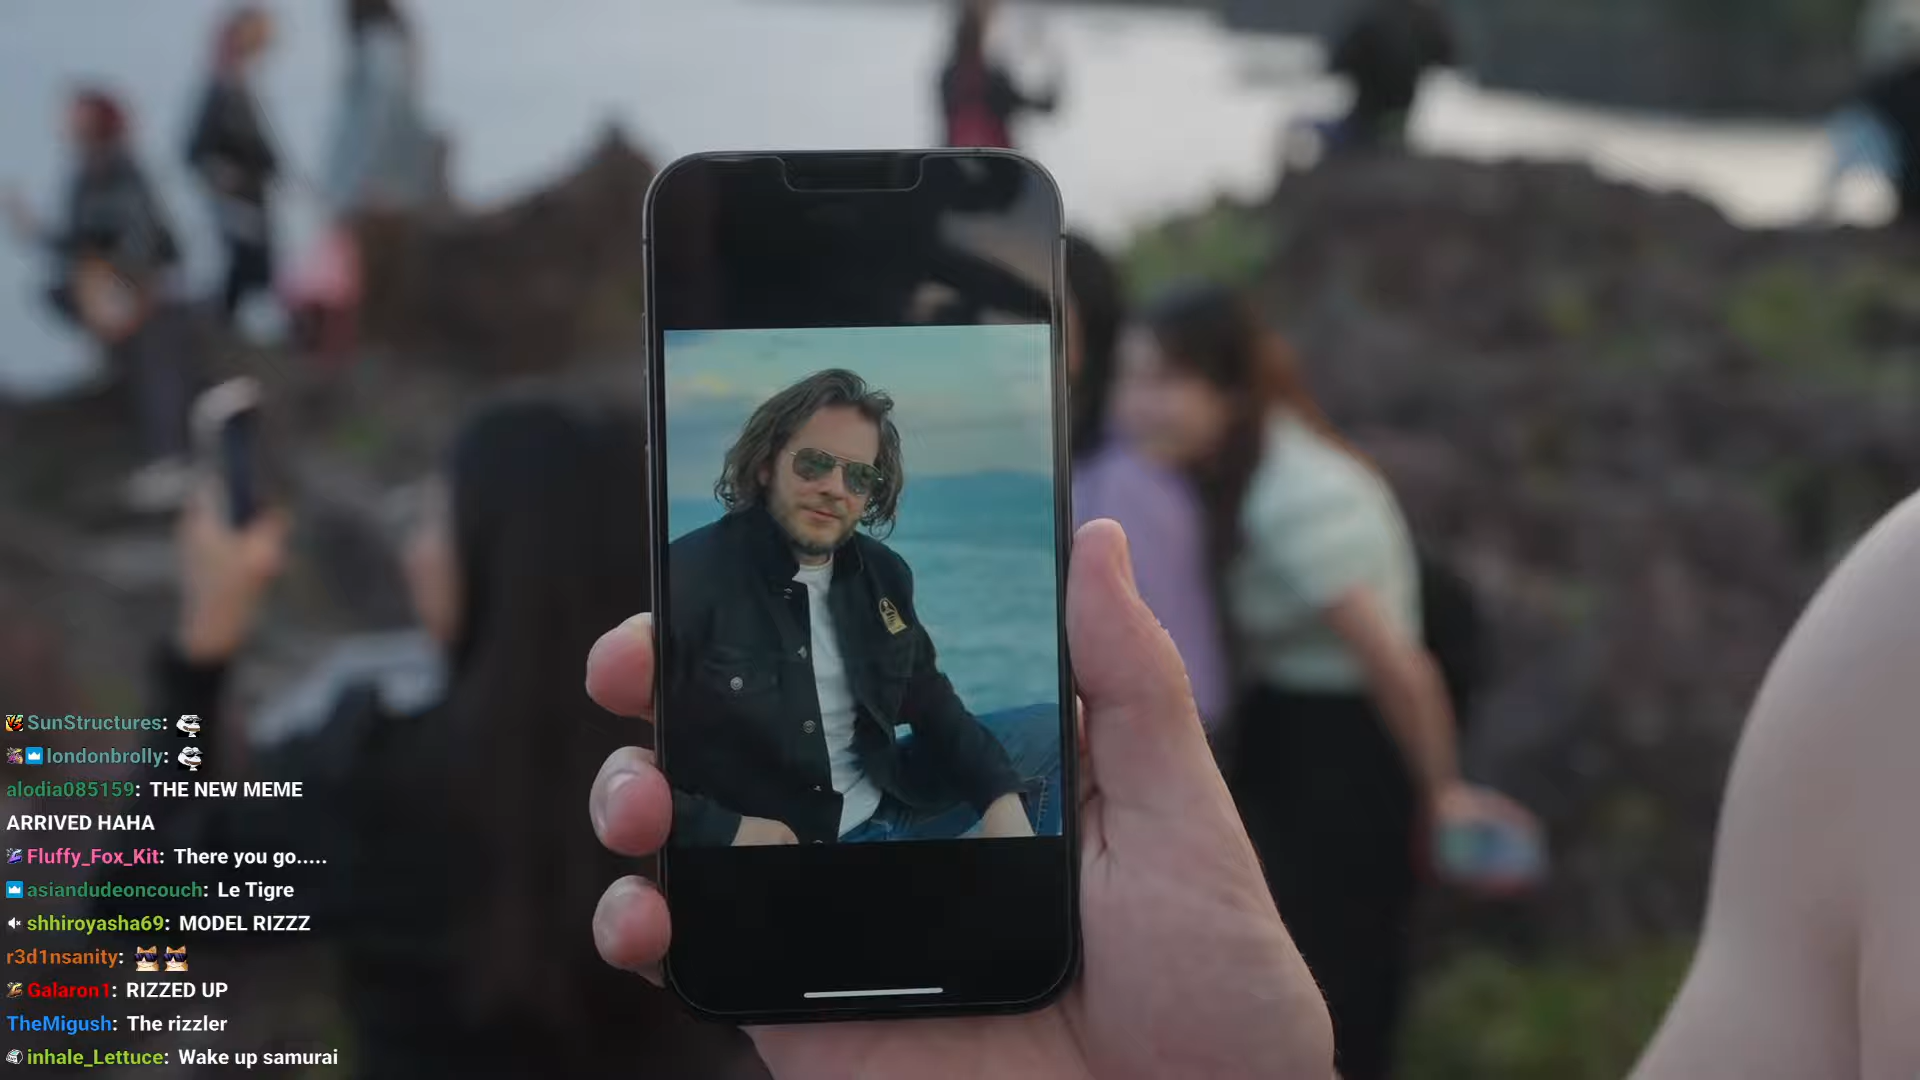 SunStructures:
londonbrolly:
alodia085159: THE NEW MEME
ARRIVED HAHA
Fluffy_Fox_Kit: There you go.....
asiandudeoncouch: Le Tigre
shhiroyasha69: MODEL RIZZZ
r3d1nsanity:
Galaron1: RIZZED UP
TheMigush: The rizzler
inhale_Lettuce: Wake up samurai